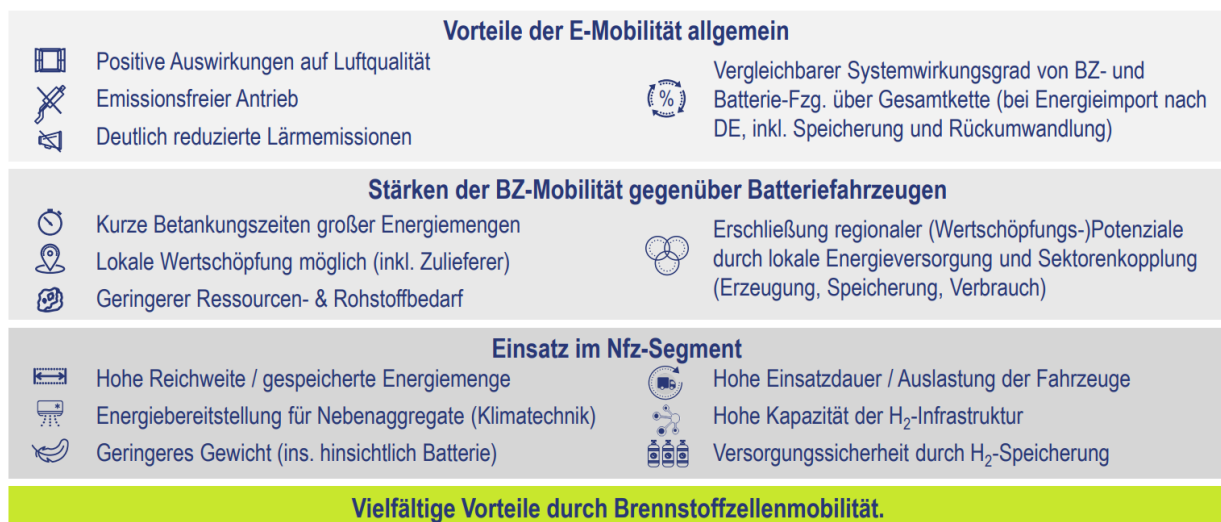 Vorteile der E-Mobilität allgemein
Positive Auswirkungen auf Luftqualität
Emissionsfreier Antrieb
Deutlich reduzierte Lärmemissionen
%
Vergleichbarer Systemwirkungsgrad von BZ- und
Batterie-Fzg. über Gesamtkette (bei Energieimport nach
DE, inkl. Speicherung und Rückumwandlung)
Stärken der BZ-Mobilität gegenüber Batteriefahrzeugen
Kurze Betankungszeiten großer Energiemengen
Lokale Wertschöpfung möglich (inkl. Zulieferer)
Geringerer Ressourcen- & Rohstoffbedarf
Erschließung regionaler (Wertschöpfungs-)Potenziale
durch lokale Energieversorgung und Sektorenkopplung
(Erzeugung, Speicherung, Verbrauch)
Einsatz im Nfz-Segment
Hohe Reichweite / gespeicherte Energiemenge
Energiebereitstellung für Nebenaggregate (Klimatechnik)
Geringeres Gewicht (ins. hinsichtlich Batterie)
Hohe Einsatzdauer / Auslastung der Fahrzeuge
Hohe Kapazität der H₂-Infrastruktur
Versorgungssicherheit durch H₂-Speicherung
Vielfältige Vorteile durch Brennstoffzellenmobilität.